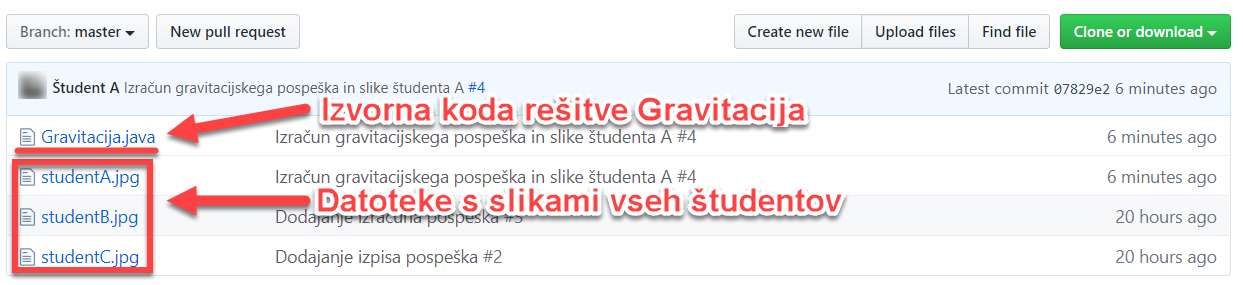 Branch: master New pull request Create new file Upload files Find file Clone or download
Študent A Izračun gravitacijskega pospeška in slike študenta A #4 Latest commit 07829e2 6 minutes ago
Izvorna koda rešitve Gravitacija
Gravitacija.java Izračun gravitacijskega pospeška in slike študenta A #4 6 minutes ago
studentA.jpg Izračun gravitacijskega pospeška in slike študenta A #4 6 minutes ago
Datoteke s slikami vseh študentov
studentB.jpg Dodajanje izračuna pospeška #3 20 hours ago
studentC.jpg Dodajanje izpisa pospeška #2 20 hours ago